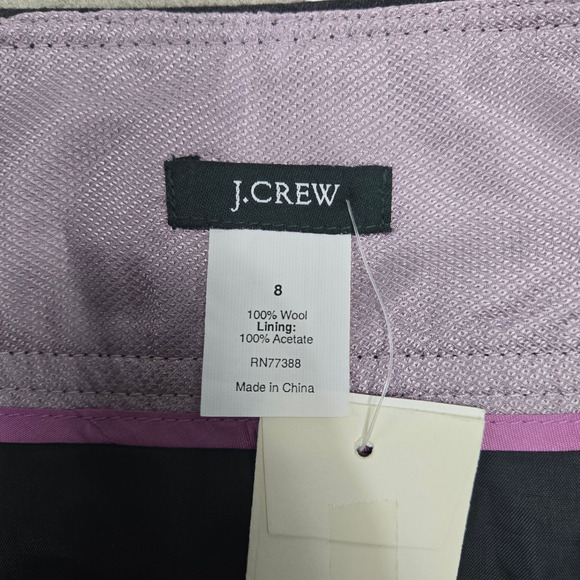 J.CREW
8
100% Wool
Lining:
100% Acetate
RN77388
Made in China